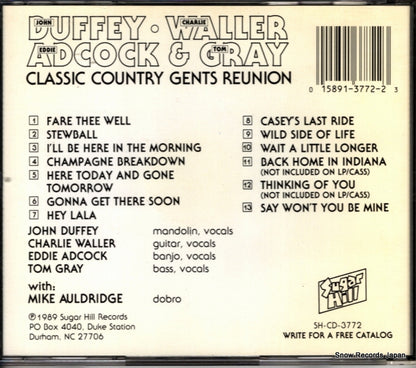 JOHN DUFFEY · CHARLIE WALLER
EDDIE ADCOCK & TOM GRAY
CLASSIC COUNTRY GENTS REUNION
0 15891-3772-2 3
1 FARE THEE WELL
2 STEWBALL
3 I'LL BE HERE IN THE MORNING
4 CHAMPAGNE BREAKDOWN
5 HERE TODAY AND GONE
TOMORROW
6 GONNA GET THERE SOON
7 HEY LALA
8 CASEY'S LAST RIDE
9 WILD SIDE OF LIFE
10 WAIT A LITTLE LONGER
11 BACK HOME IN INDIANA
(NOT INCLUDED ON LP/CASS)
12 THINKING OF YOU
(NOT INCLUDED ON LP/CASS)
13 SAY WON'T YOU BE MINE
JOHN DUFFEY mandolin, vocals
CHARLIE WALLER guitar, vocals
EDDIE ADCOCK banjo, vocals
TOM GRAY bass, vocals
with:
MIKE AULDRIDGE dobro
℗1989 Sugar Hill Records
PO Box 4040, Duke Station
Durham, NC 27706
Sugar
Hill
SH-CD-3772
WRITE FOR A FREE CATALOG
Snow Records Japan